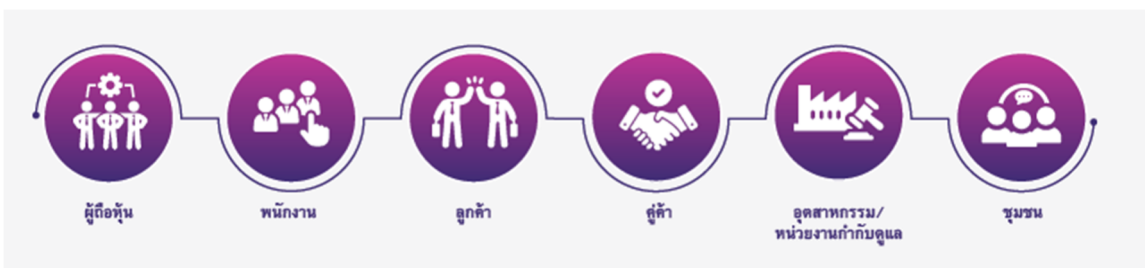 ผู้ถือหุ้น
พนักงาน
ลูกค้า
คู่ค้า
อุตสาหกรรม/
หน่วยงานกำกับดูแล
ชุมชน